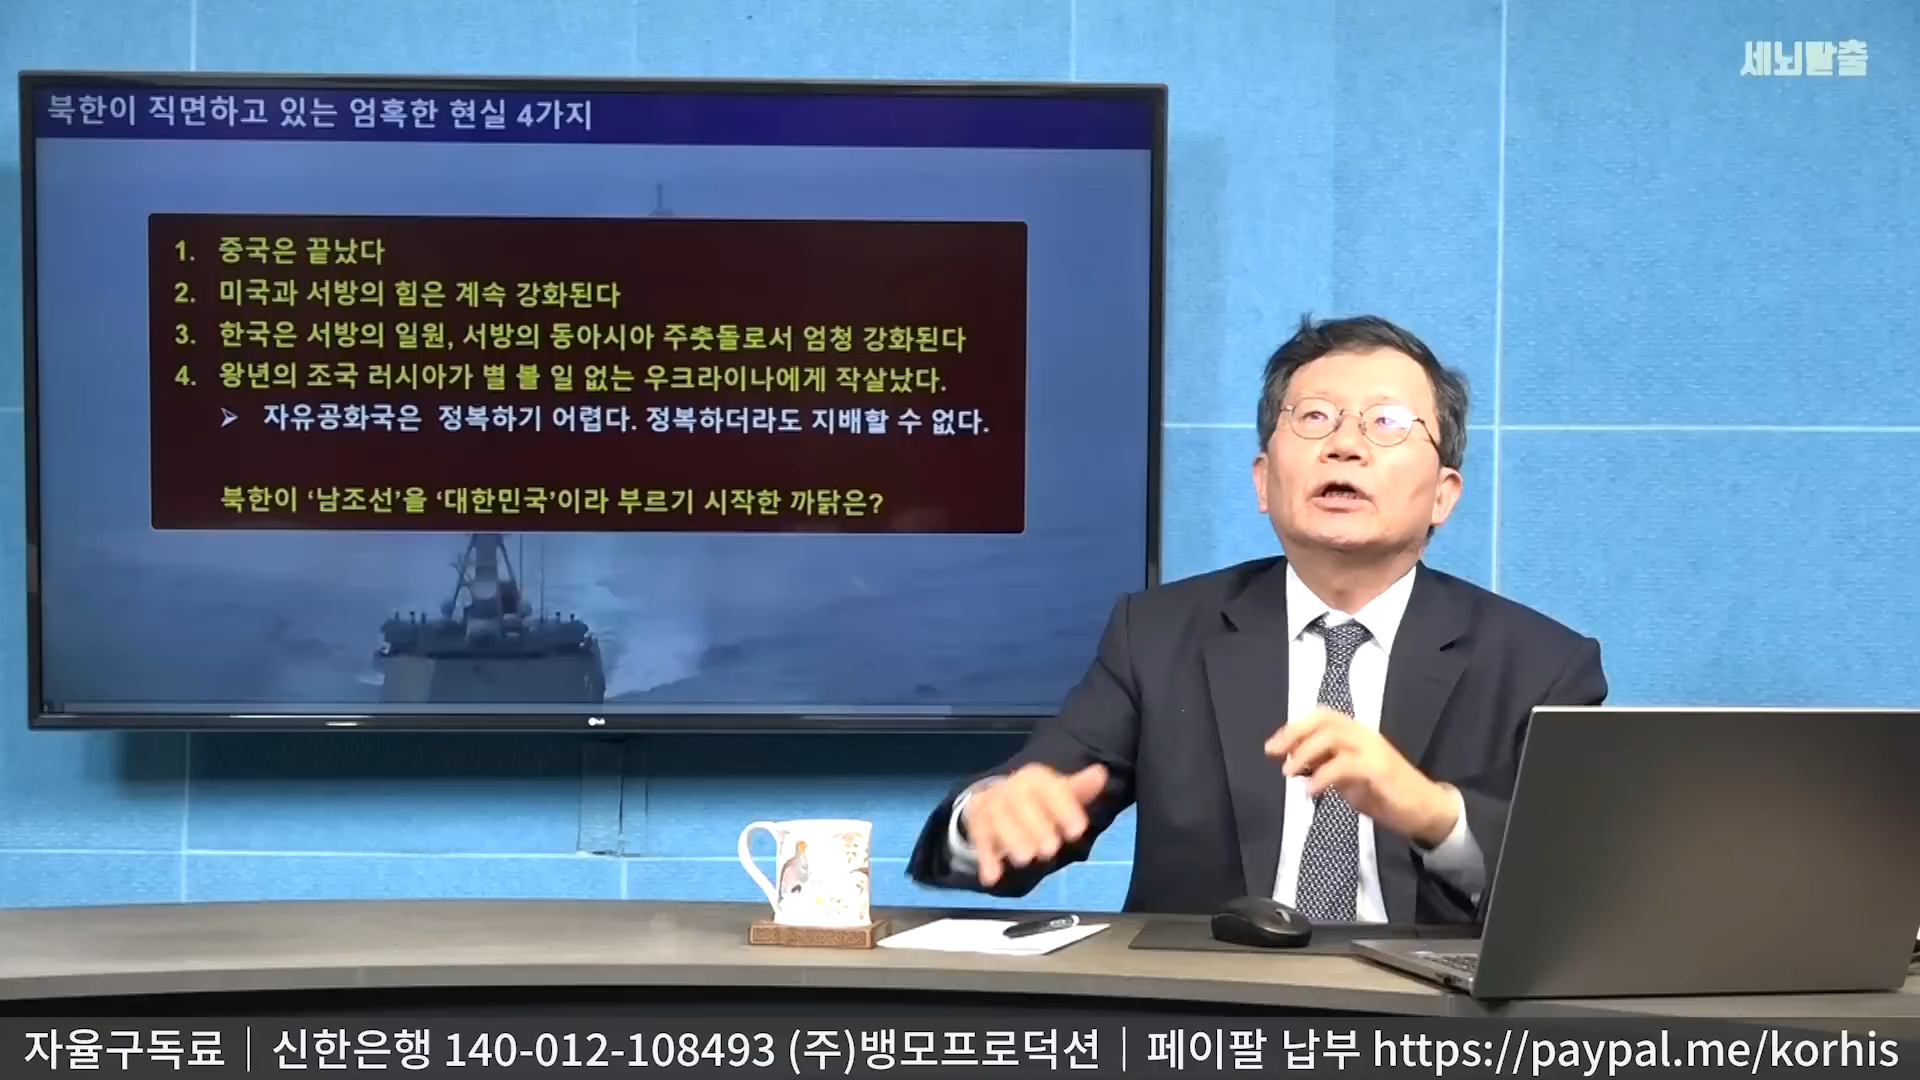 세뇌탈출
북한이 직면하고 있는 엄혹한 현실 4가지
1. 중국은 끝났다
2. 미국과 서방의 힘은 계속 강화된다
3. 한국은 서방의 일원, 서방의 동아시아 주춧돌로서 엄청 강화된다
4. 왕년의 조국 러시아가 별 볼 일 없는 우크라이나에게 작살났다.
➢ 자유공화국은 정복하기 어렵다. 정복하더라도 지배할 수 없다.
북한이 ‘남조선’을 ‘대한민국’이라 부르기 시작한 까닭은?
LG
자율구독료｜신한은행 140-012-108493 (주)뱅모프로덕션｜페이팔 납부 https://paypal.me/korhis